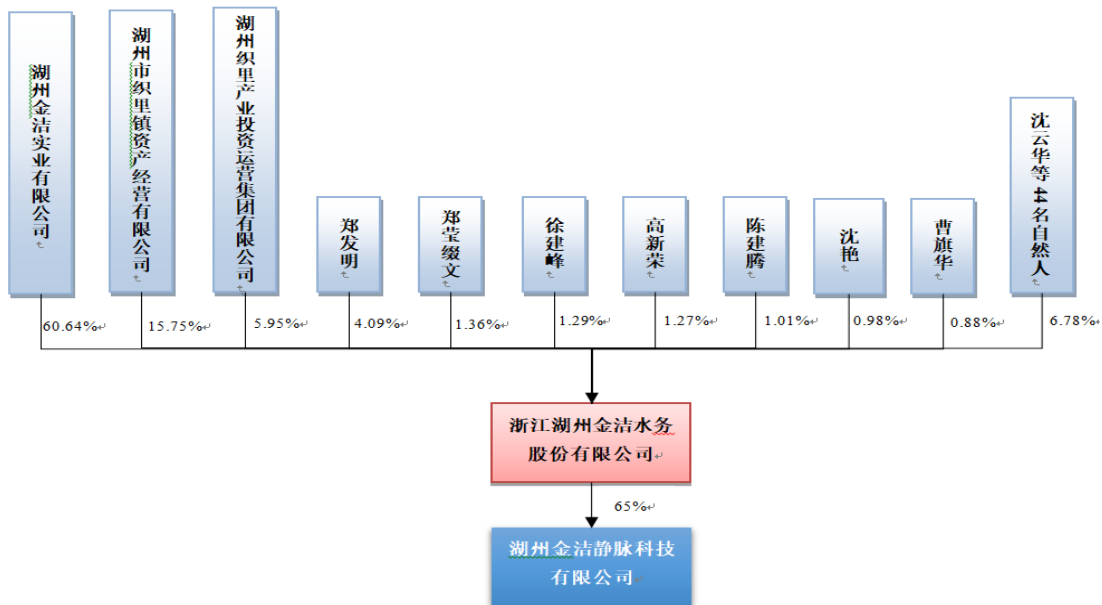 湖州金洁实业有限公司
湖州市织里镇资产经营有限公司
湖州织里产业投资运营集团有限公司
郑发明
郑莹缀文
徐建峰
高新荣
陈建腾
沈艳
曹旗华
沈云华等 44 名自然人
60.64%
15.75%
5.95%
4.09%
1.36%
1.29%
1.27%
1.01%
0.98%
0.88%
6.78%
浙江湖州金洁水务
股份有限公司
65%
湖州金洁静脉科技
有限公司